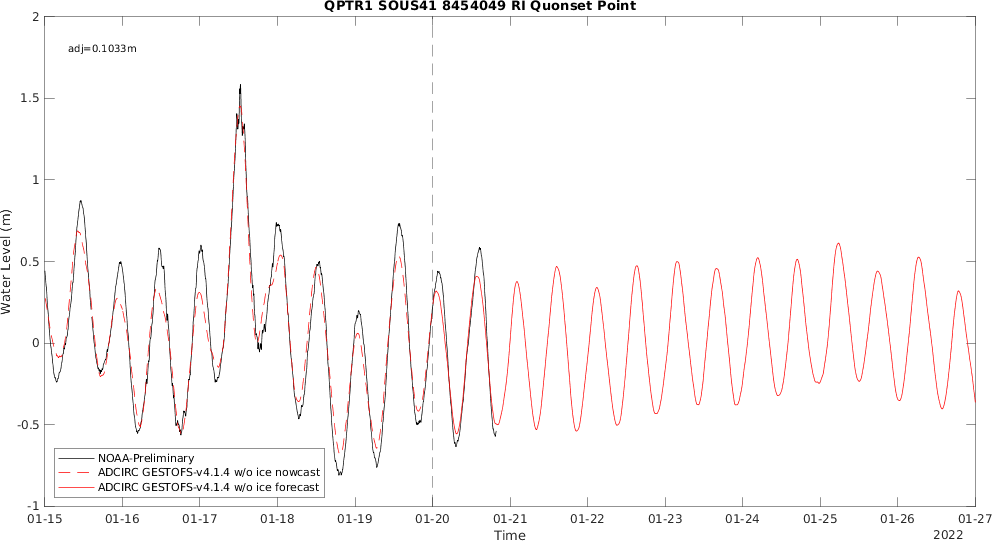 QPTR1 SOUS41 8454049 RI Quonset Point
adj=0.1033m
Water Level (m)
2
1.5
1
0.5
0
-0.5
-1
NOAA-Preliminary
ADCIRC GESTOFS-v4.1.4 w/o ice nowcast
ADCIRC GESTOFS-v4.1.4 w/o ice forecast
01-15 01-16 01-17 01-18 01-19 01-20 01-21 01-22 01-23 01-24 01-25 01-26 01-27
Time
2022